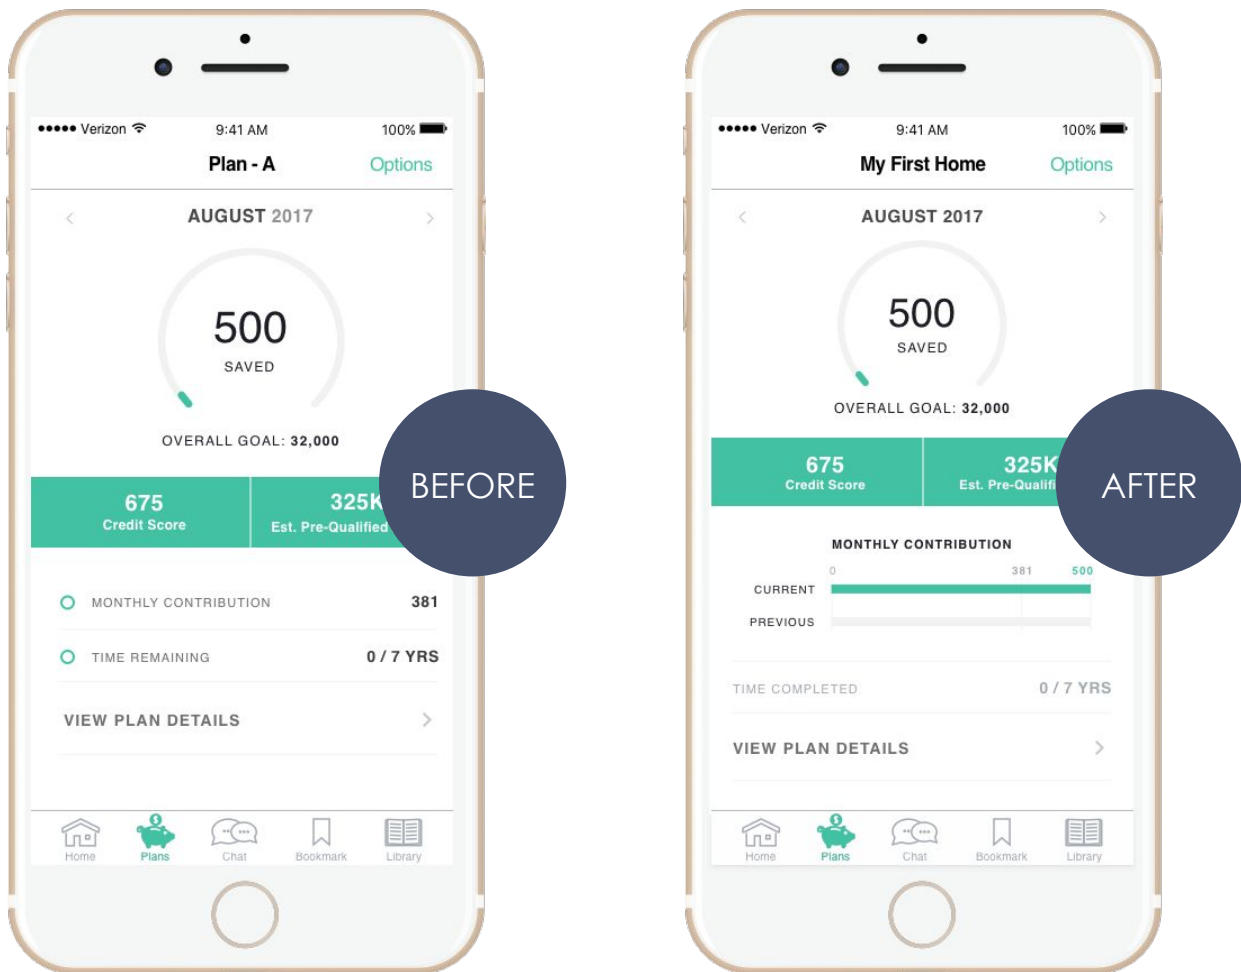 Verizon 9:41 AM 100%
Plan - A Options
AUGUST 2017
500
SAVED
OVERALL GOAL: 32,000
675 325K
Credit Score Est. Pre-Qualified
BEFORE
MONTHLY CONTRIBUTION 381
TIME REMAINING 0 / 7 YRS
VIEW PLAN DETAILS
$
Home Plans Chat Bookmark Library
Verizon 9:41 AM 100%
My First Home Options
AUGUST 2017
500
SAVED
OVERALL GOAL: 32,000
675 325K
Credit Score Est.
AFTER
MONTHLY CONTRIBUTION
0 381 500
CURRENT
PREVIOUS
TIME COMPLETED 0 / 7 YRS
VIEW PLAN DETAILS
$
Home Plans Chat Bookmark Library